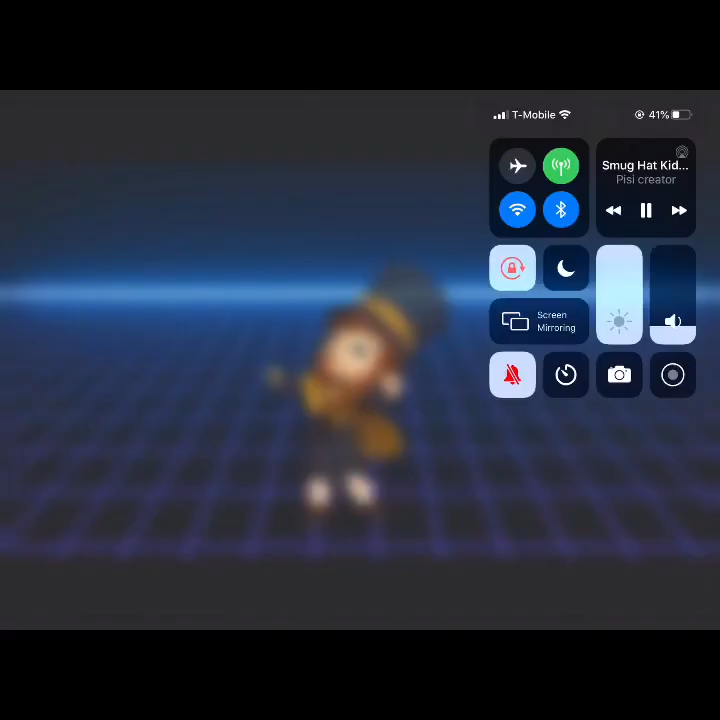 T-Mobile
41%
Smug Hat Kid...
Pisi creator
Screen
Mirroring